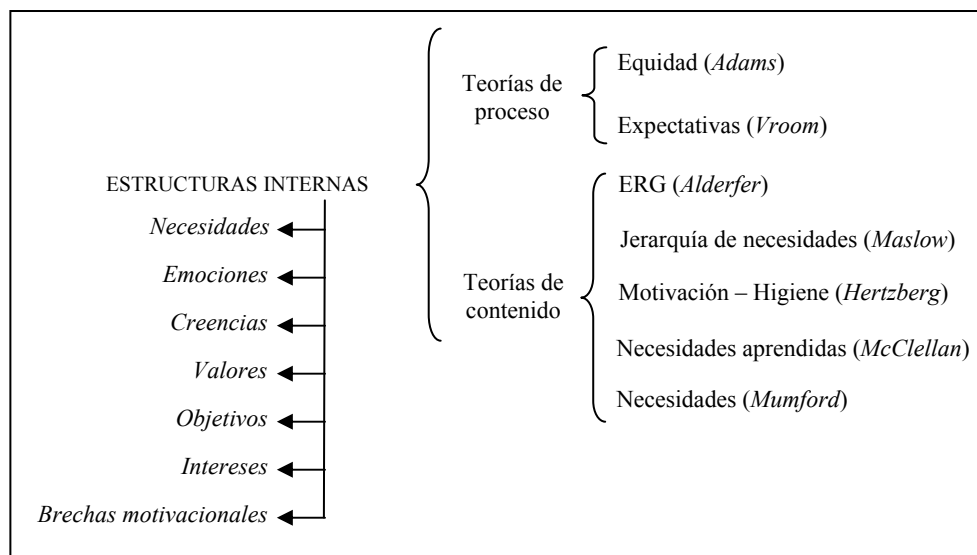 ESTRUCTURAS INTERNAS
Necesidades
Emociones
Creencias
Valores
Objetivos
Intereses
Brechas motivacionales
Teorías de
proceso
Equidad (Adams)
Expectativas (Vroom)
Teorías de
contenido
ERG (Alderfer)
Jerarquía de necesidades (Maslow)
Motivación – Higiene (Hertzberg)
Necesidades aprendidas (McClellan)
Necesidades (Mumford)